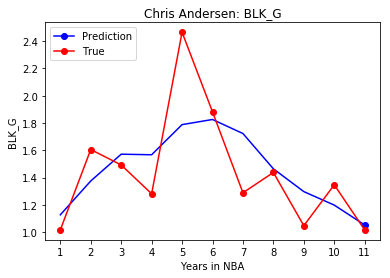 Chris Andersen: BLK_G
Prediction
True
2.4
2.2
2.0
1.8
1.6
1.4
1.2
1.0
BLK_G
1 2 3 4 5 6 7 8 9 10 11
Years in NBA